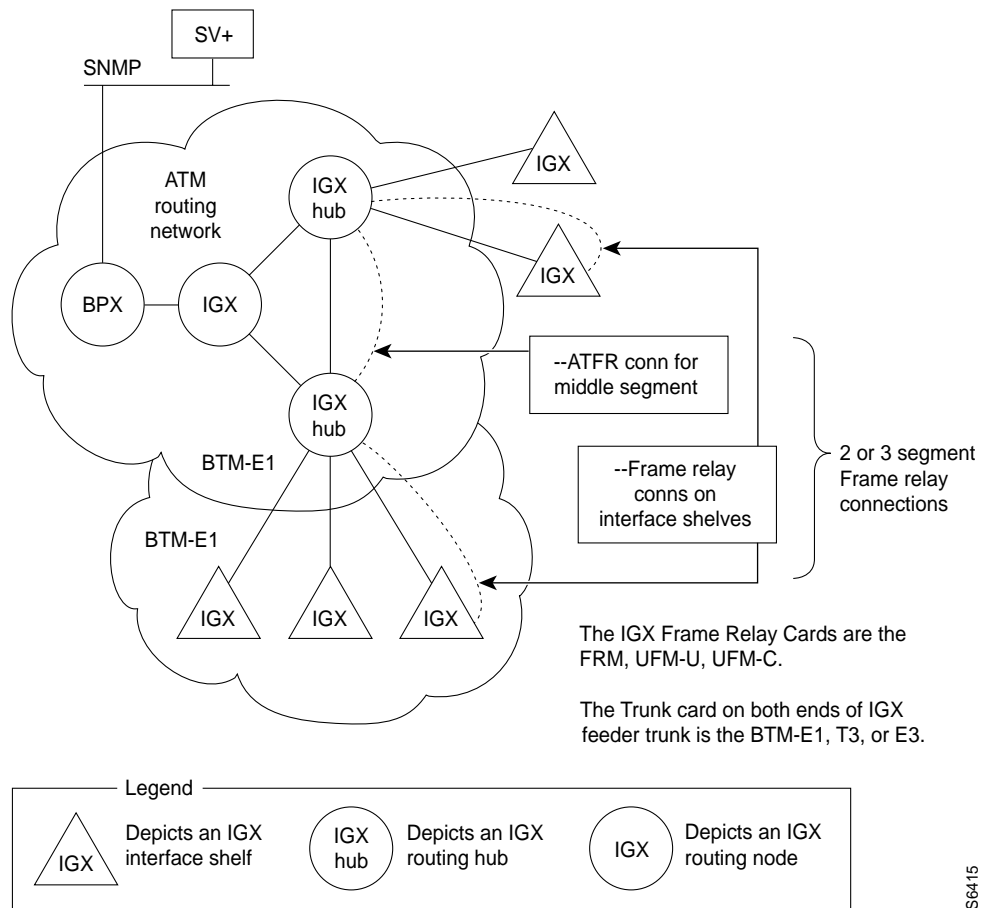 SV+
SNMP
ATM
routing
network
IGX
hub
IGX
IGX
BPX
IGX
--ATFR conn for
middle segment
IGX
hub
BTM-E1
--Frame relay
conns on
interface shelves
2 or 3 segment
Frame relay
connections
BTM-E1
IGX
IGX
IGX
The IGX Frame Relay Cards are the
FRM, UFM-U, UFM-C.
The Trunk card on both ends of IGX
feeder trunk is the BTM-E1, T3, or E3.
Legend
IGX
Depicts an IGX
interface shelf
IGX
hub
Depicts an IGX
routing hub
IGX
Depicts an IGX
routing node
S6415